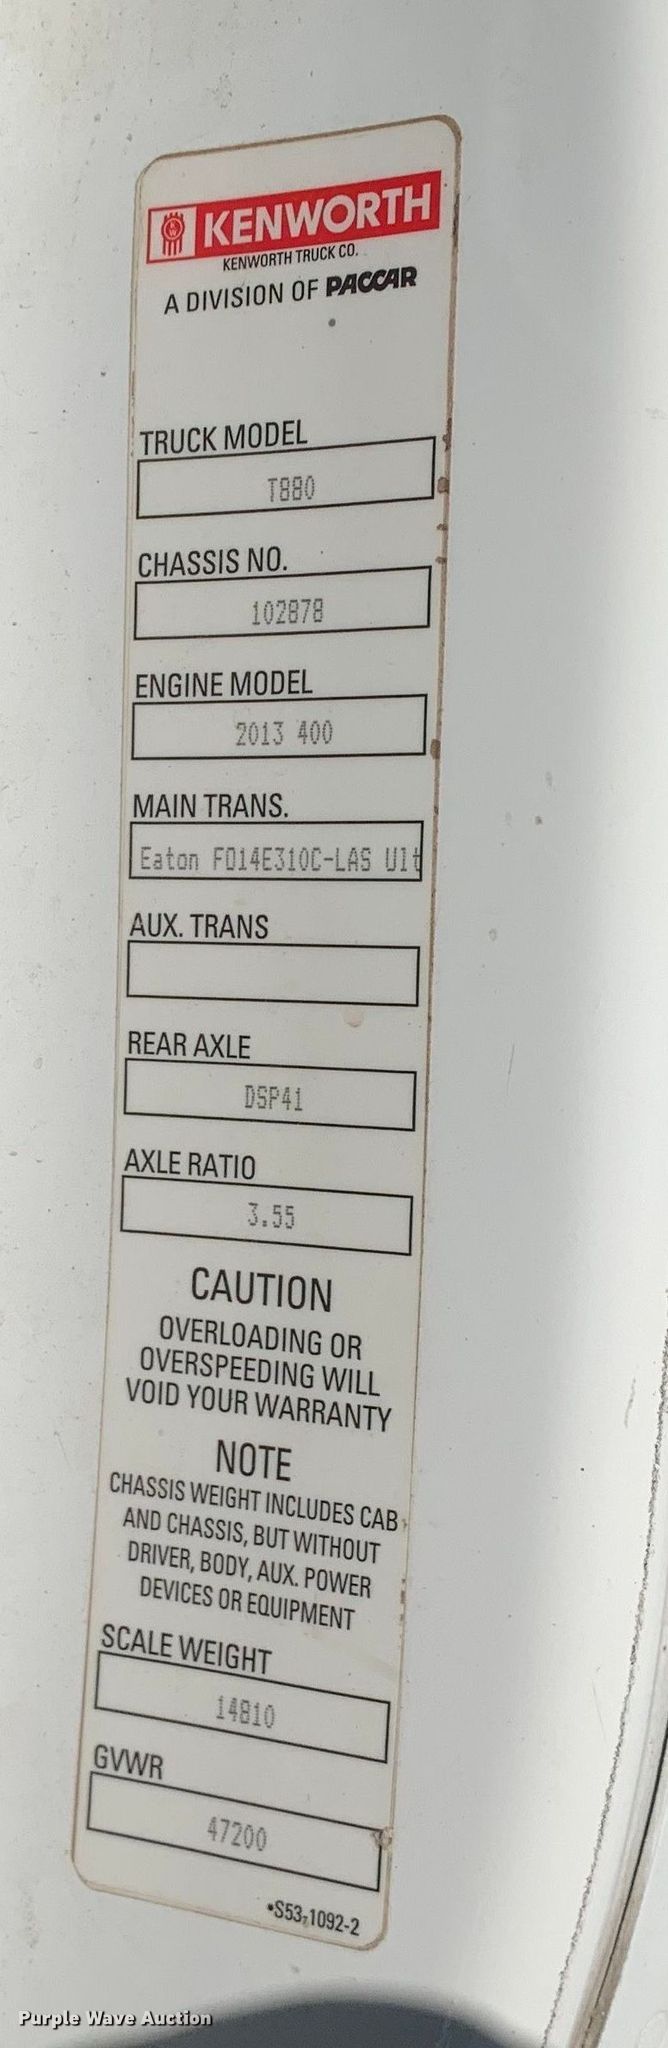 KENWORTH
KENWORTH TRUCK CO.
A DIVISION OF PACCAR
TRUCK MODEL
T880
CHASSIS NO.
102878
ENGINE MODEL
2013 400
MAIN TRANS.
Eaton FO14E310C-LAS Ult
AUX. TRANS
REAR AXLE
DSP41
AXLE RATIO
3.55
CAUTION
OVERLOADING OR
OVERSPEEDING WILL
VOID YOUR WARRANTY
NOTE
CHASSIS WEIGHT INCLUDES CAB
AND CHASSIS, BUT WITHOUT
DRIVER, BODY, AUX. POWER
DEVICES OR EQUIPMENT
SCALE WEIGHT
14810
GVWR
47200
*S53-1092-2
Purple Wave Auction